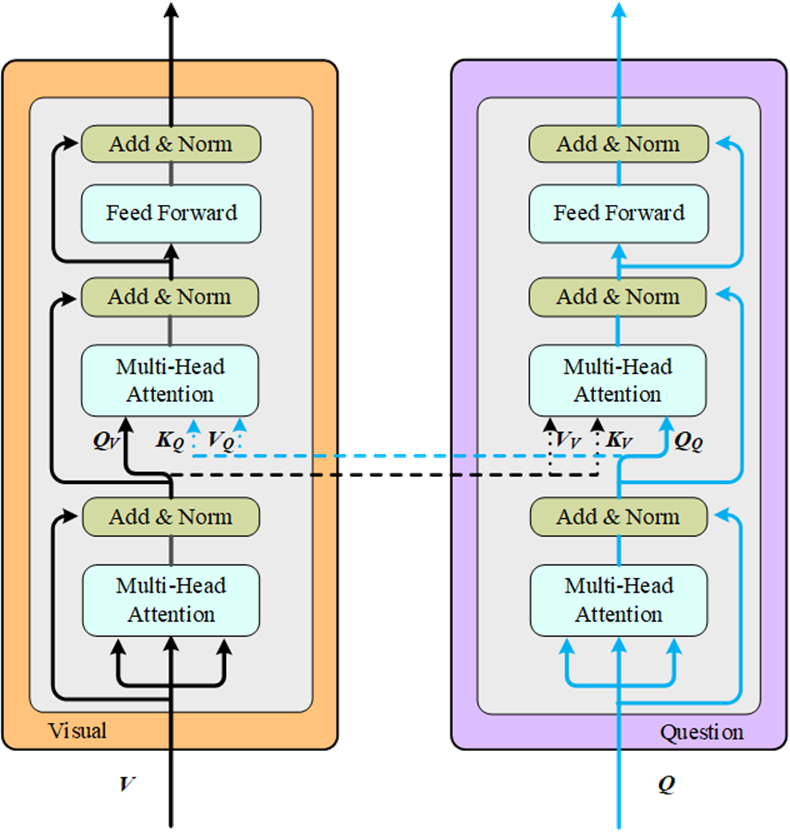 Add & Norm
Feed Forward
Add & Norm
Multi-Head
Attention
Q_V K_Q V_Q
Add & Norm
Multi-Head
Attention
Visual
V
Add & Norm
Feed Forward
Add & Norm
Multi-Head
Attention
V_V K_V Q_Q
Add & Norm
Multi-Head
Attention
Question
Q